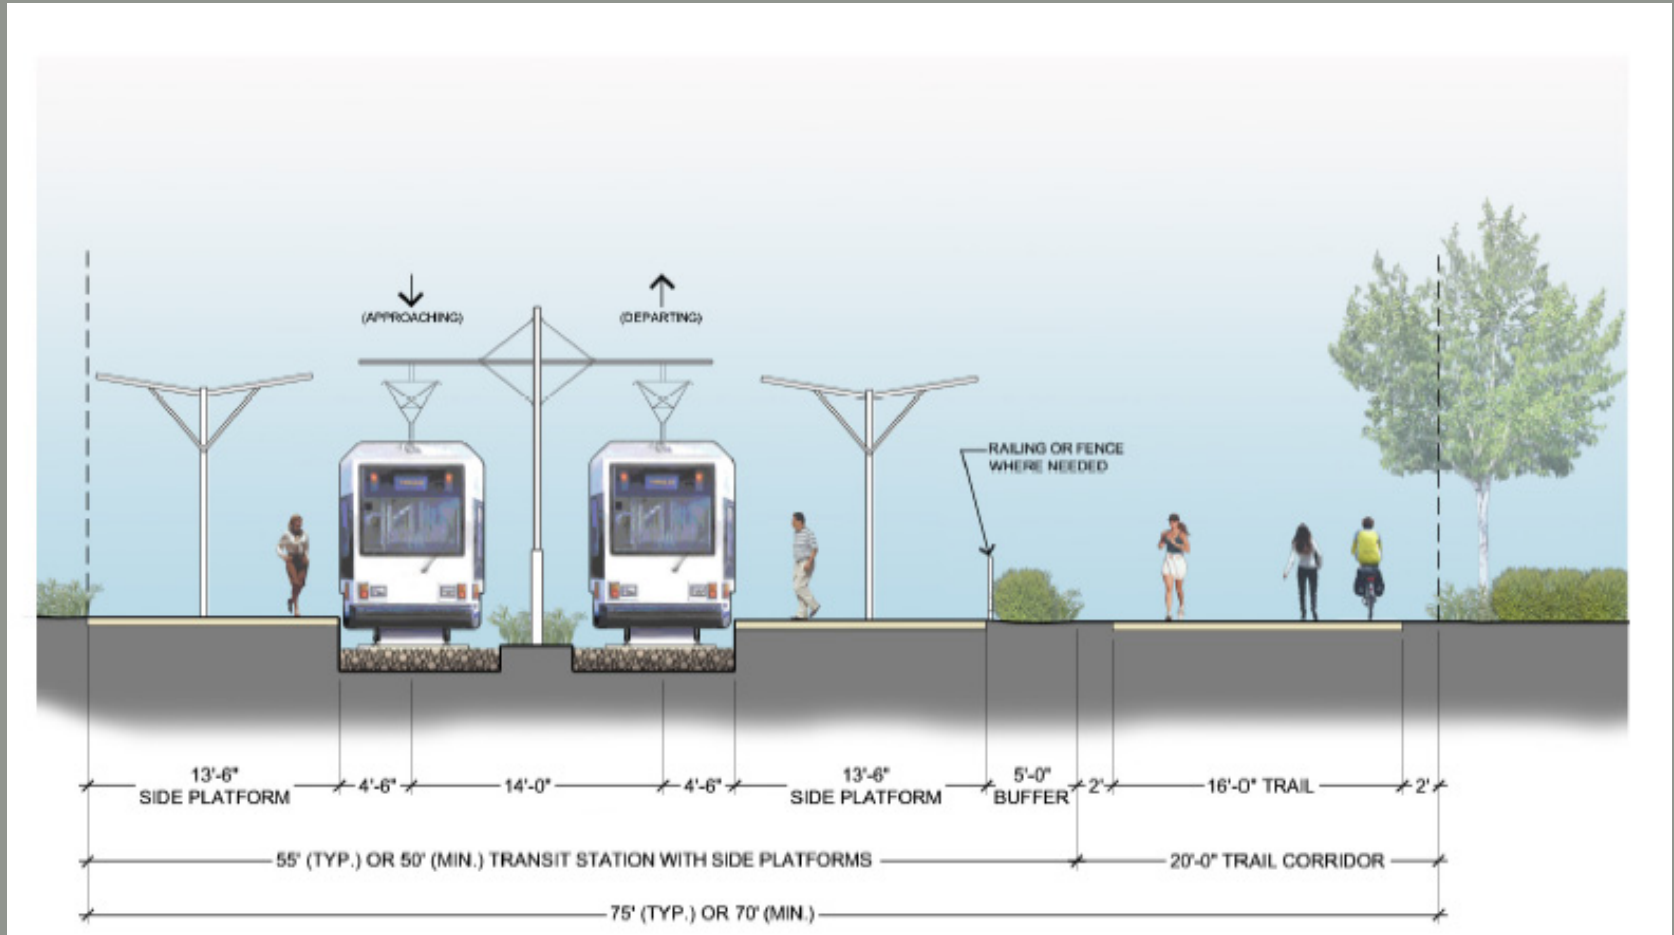 (APPROACHING)
(DEPARTING)
RAILING OR FENCE
WHERE NEEDED
13'-6"
SIDE PLATFORM
4'-6"
14'-0"
4'-6"
13'-6"
SIDE PLATFORM
5'-0"
BUFFER
2'
16'-0" TRAIL
2'
55' (TYP.) OR 50' (MIN.) TRANSIT STATION WITH SIDE PLATFORMS
20'-0" TRAIL CORRIDOR
75' (TYP.) OR 70' (MIN.)